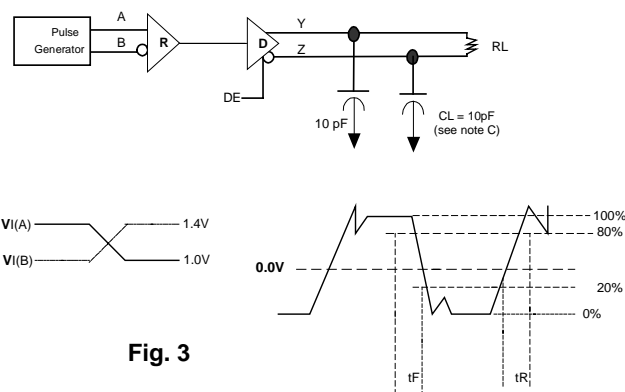 Pulse
Generator
A
B
R
D
Y
Z
RL
DE
10 pF
CL = 10pF
(see note C)
VI(A)
1.4V
VI(B)
1.0V
100%
80%
0.0V
20%
0%
tF
tR
Fig. 3